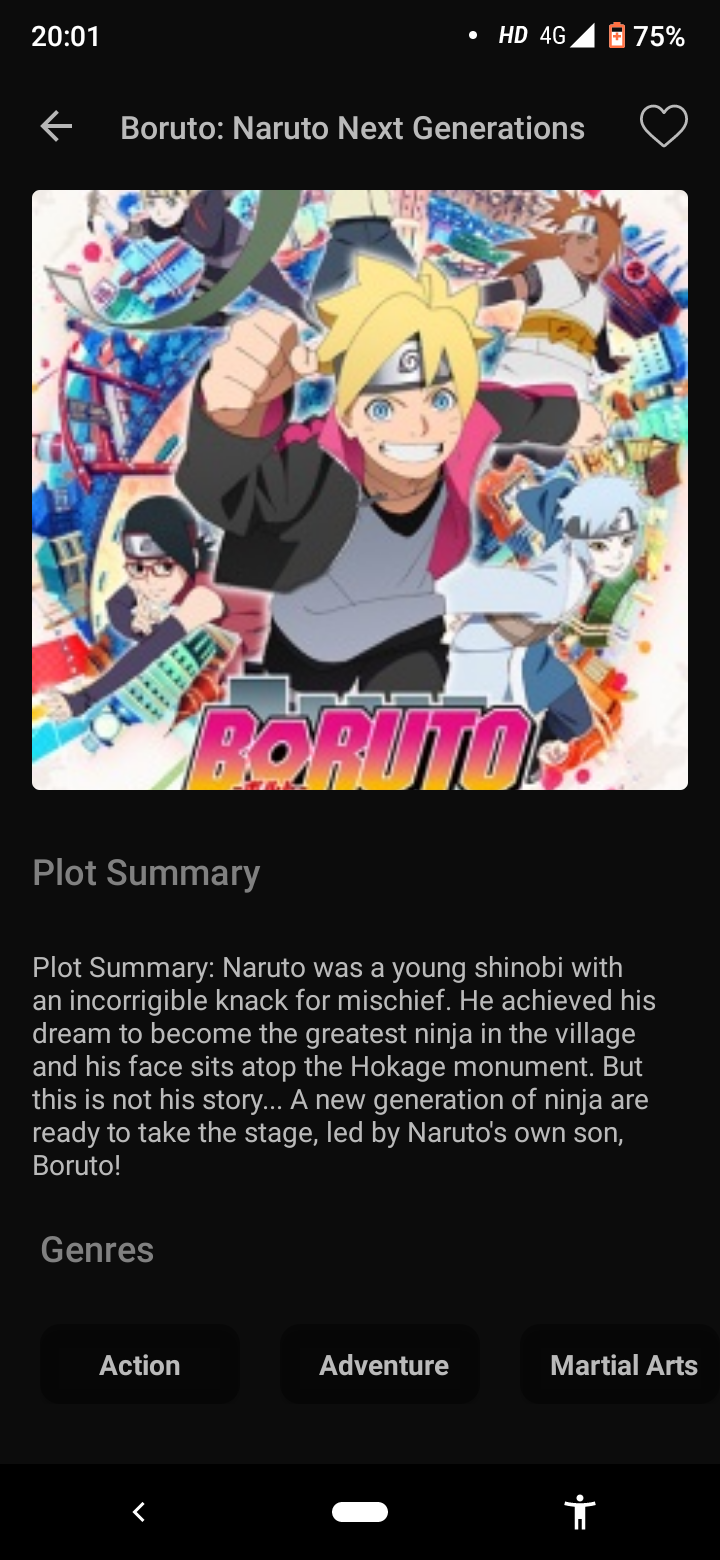 20:01
HD 4G 75%
Boruto: Naruto Next Generations
BORUTO
Plot Summary
Plot Summary: Naruto was a young shinobi with
an incorrigible knack for mischief. He achieved his
dream to become the greatest ninja in the village
and his face sits atop the Hokage monument. But
this is not his story... A new generation of ninja are
ready to take the stage, led by Naruto's own son,
Boruto!
Genres
Action Adventure Martial Arts